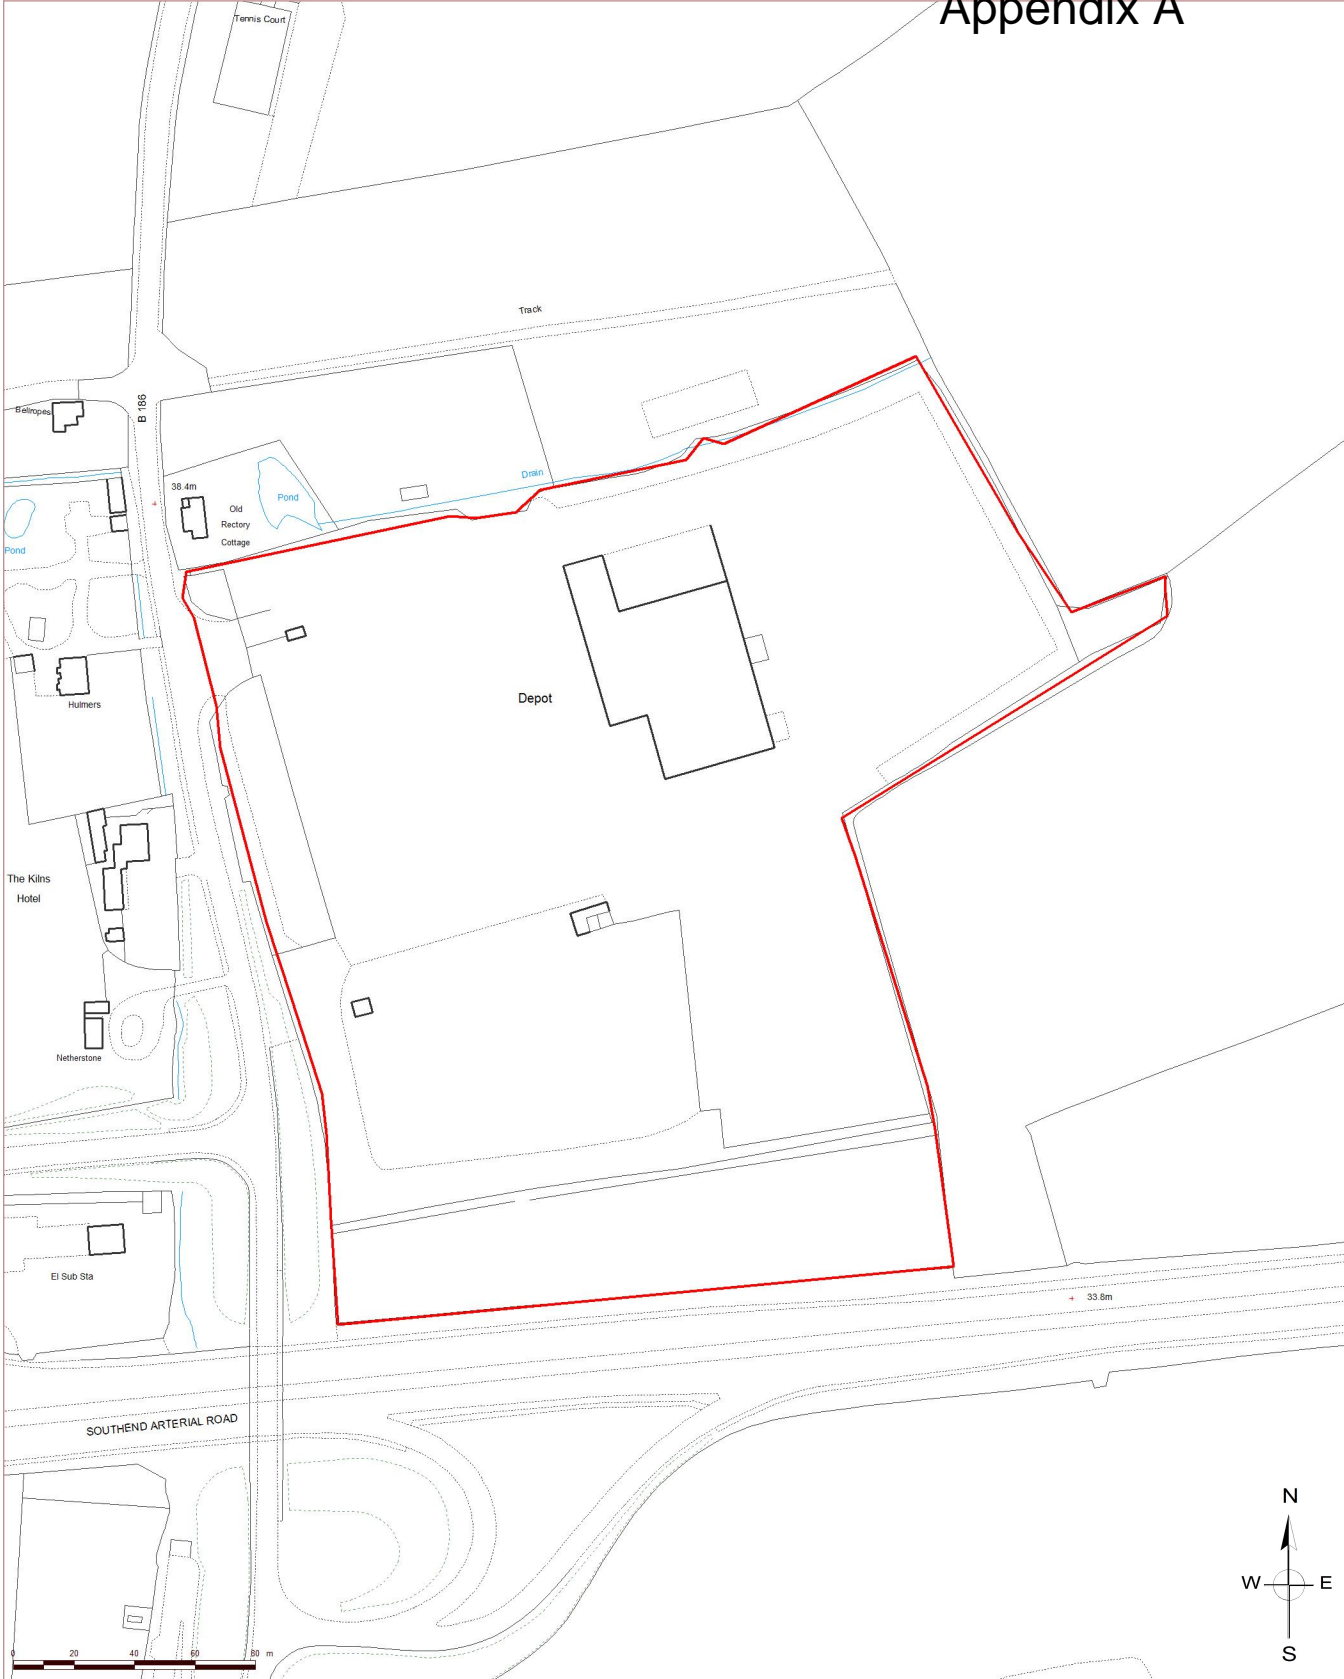 Appendix A
Tennis Court
Track
B 186
Bellropes
Drain
38.4m
Pond
Old
Rectory
Cottage
Pond
Depot
Hulmers
The Kilns
Hotel
Netherstone
El Sub Sta
33.8m
SOUTHEND ARTERIAL ROAD
N
W E
S
0 20 40 60 80 m